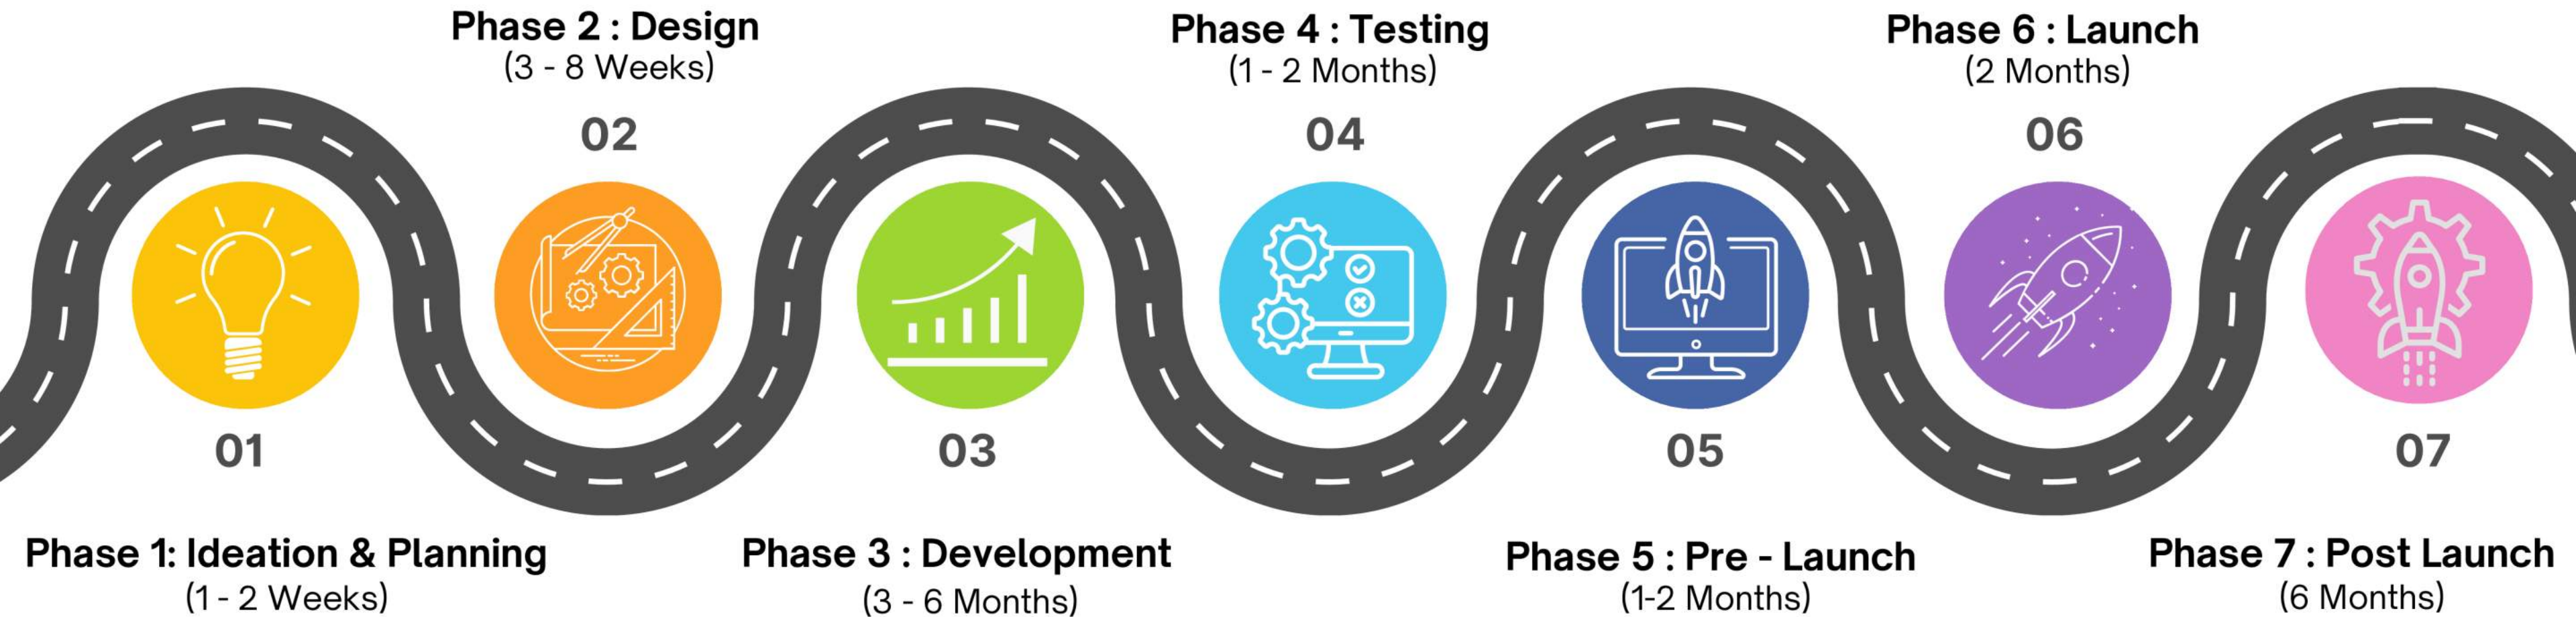 Phase 2 : Design
(3 - 8 Weeks)
02
Phase 4 : Testing
(1 - 2 Months)
04
Phase 6 : Launch
(2 Months)
06
01
Phase 1: Ideation & Planning
(1 - 2 Weeks)
03
Phase 3 : Development
(3 - 6 Months)
05
Phase 5 : Pre - Launch
(1-2 Months)
07
Phase 7 : Post Launch
(6 Months)